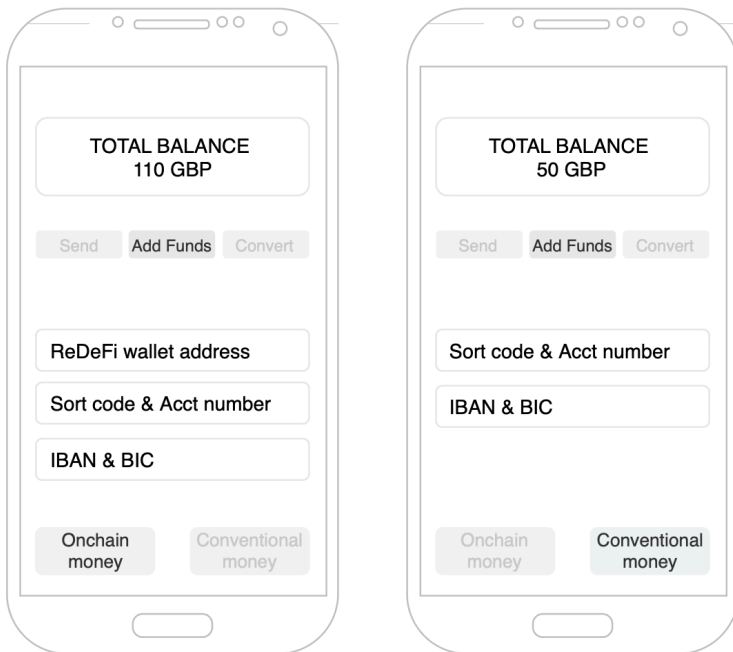 TOTAL BALANCE
110 GBP
Send
Add Funds
Convert
ReDeFi wallet address
Sort code & Acct number
IBAN & BIC
Onchain
money
Conventional
money
TOTAL BALANCE
50 GBP
Send
Add Funds
Convert
Sort code & Acct number
IBAN & BIC
Onchain
money
Conventional
money